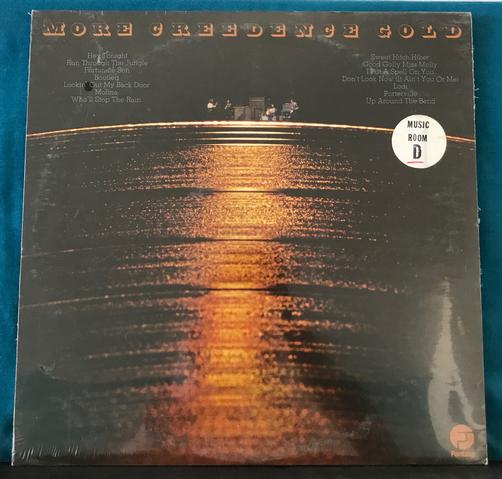 MORE CREEDENCE GOLD
Hey Tonight
Run Through The Jungle
Fortunate Son
Bootleg
Lookin' Out My Back Door
Molina
Who'll Stop The Rain
Sweet Hitch-Hiker
Good Golly Miss Molly
I Put A Spell On You
Don't Look Now (It Ain't You Or Me)
Lodi
Porterville
Up Around The Bend
MUSIC
ROOM
D
Fantasy